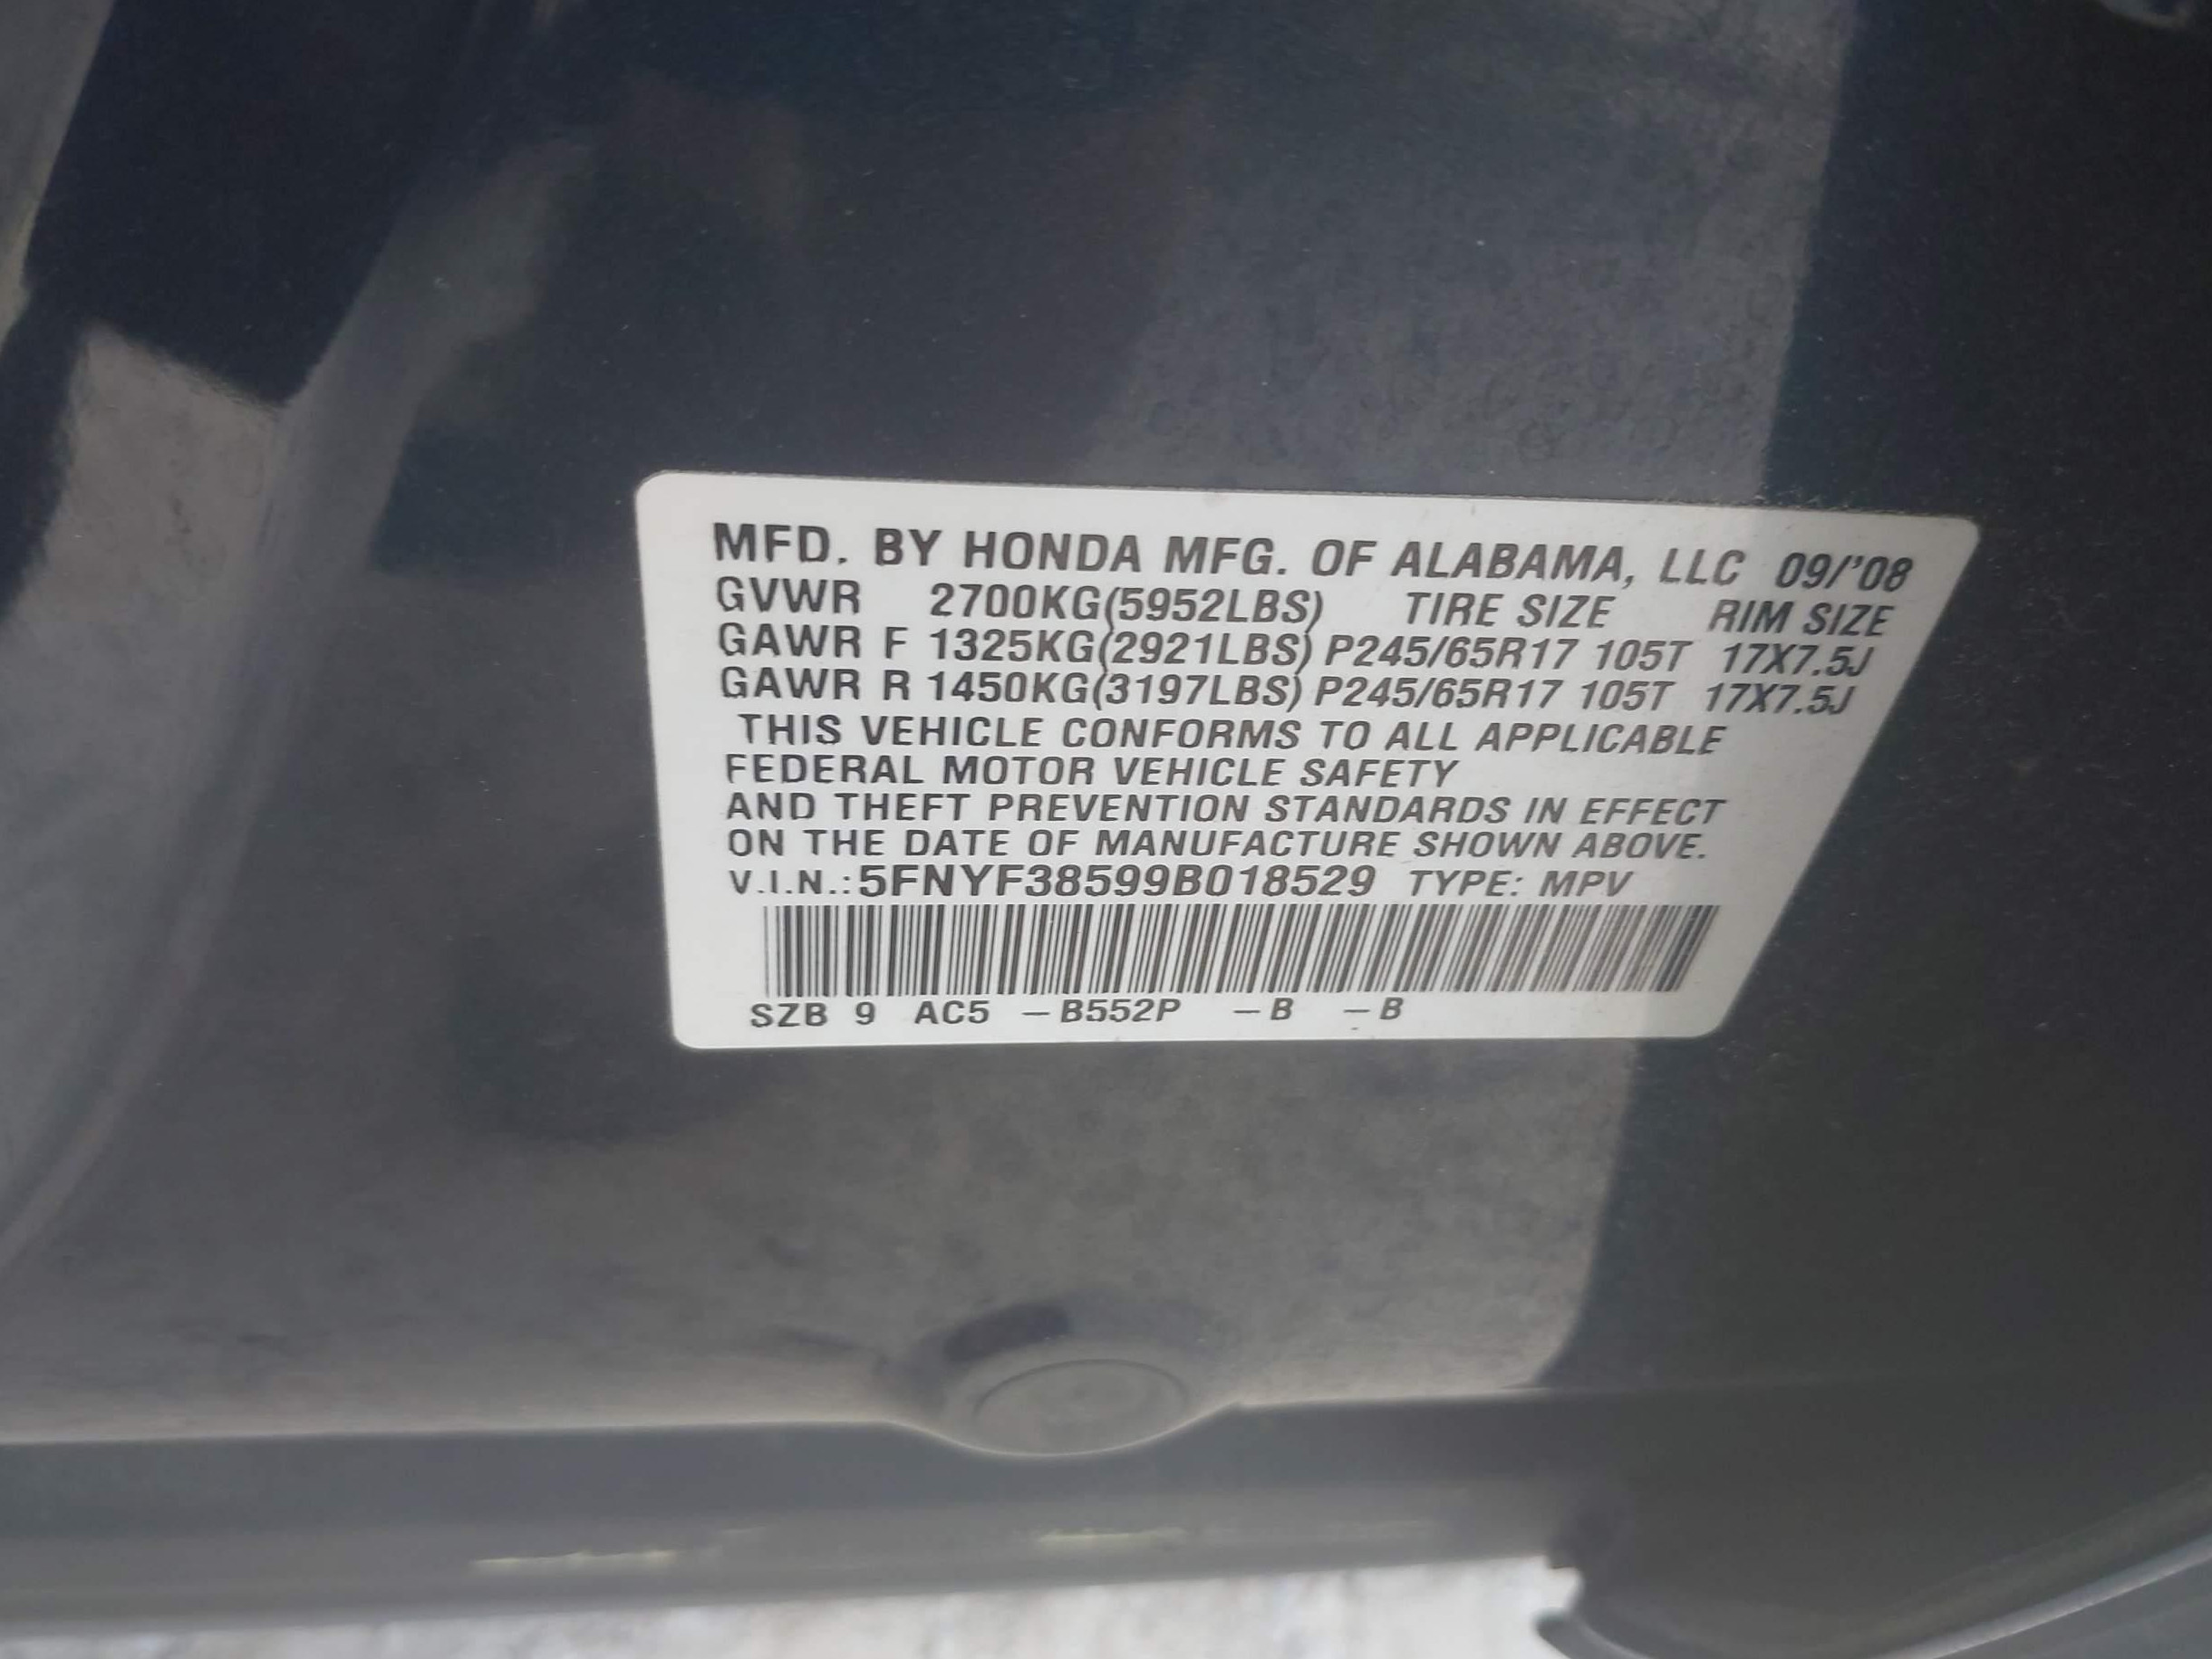 MFD. BY HONDA MFG. OF ALABAMA, LLC 09/'08
GVWR 2700KG(5952LBS) TIRE SIZE RIM SIZE
GAWR F 1325KG(2921LBS) P245/65R17 105T 17X7.5J
GAWR R 1450KG(3197LBS) P245/65R17 105T 17X7.5J
THIS VEHICLE CONFORMS TO ALL APPLICABLE
FEDERAL MOTOR VEHICLE SAFETY
AND THEFT PREVENTION STANDARDS IN EFFECT
ON THE DATE OF MANUFACTURE SHOWN ABOVE.
V.I.N.: 5FNYF38599B018529 TYPE: MPV
SZB 9 AC5 –B552P –B –B